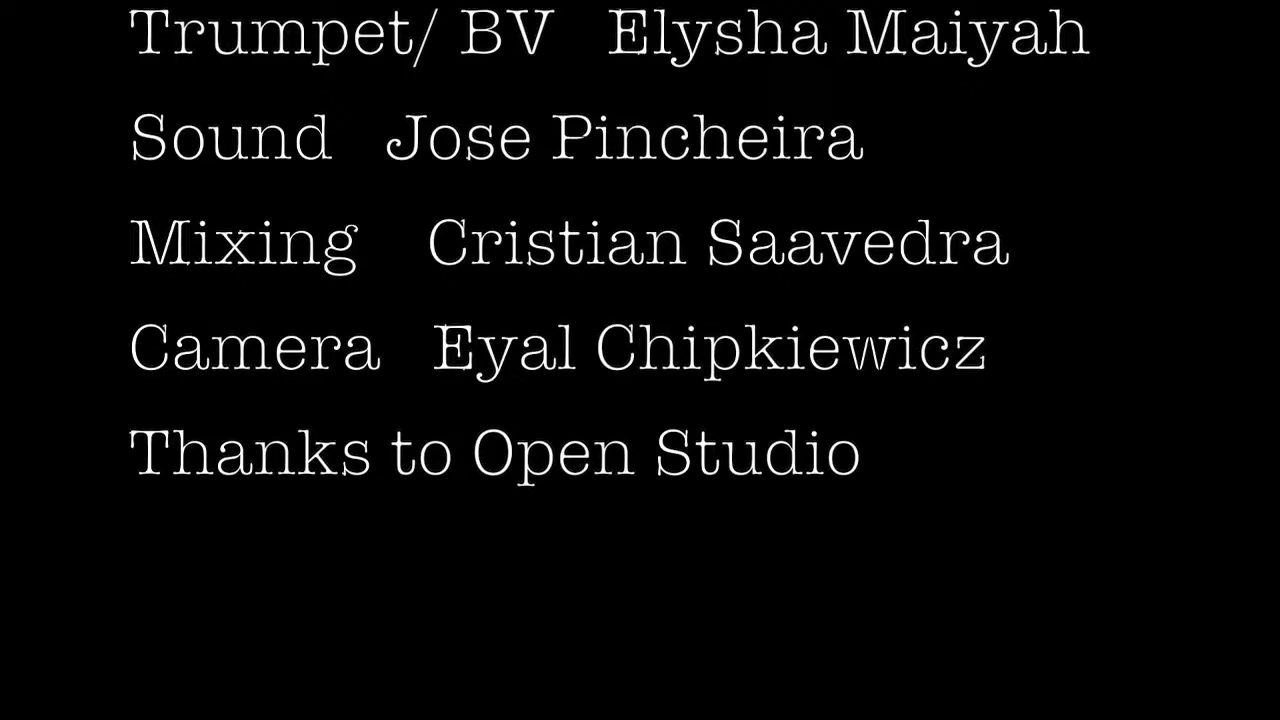 Trumpet/ BV Elysha Maiyah
Sound Jose Pincheira
Mixing Cristian Saavedra
Camera Eyal Chipkiewicz
Thanks to Open Studio